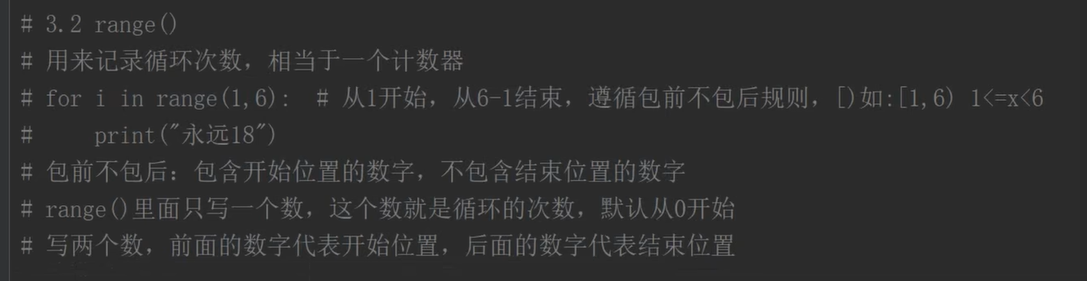 # 3.2 range()
# 用来记录循环次数，相当于一个计数器
# for i in range(1,6):  # 从1开始，从6-1结束，遵循包前不包后规则，[)如:[1,6) 1<=x<6
#     print("永远18")
# 包前不包后：包含开始位置的数字，不包含结束位置的数字
# range()里面只写一个数，这个数就是循环的次数，默认从0开始
# 写两个数，前面的数字代表开始位置，后面的数字代表结束位置